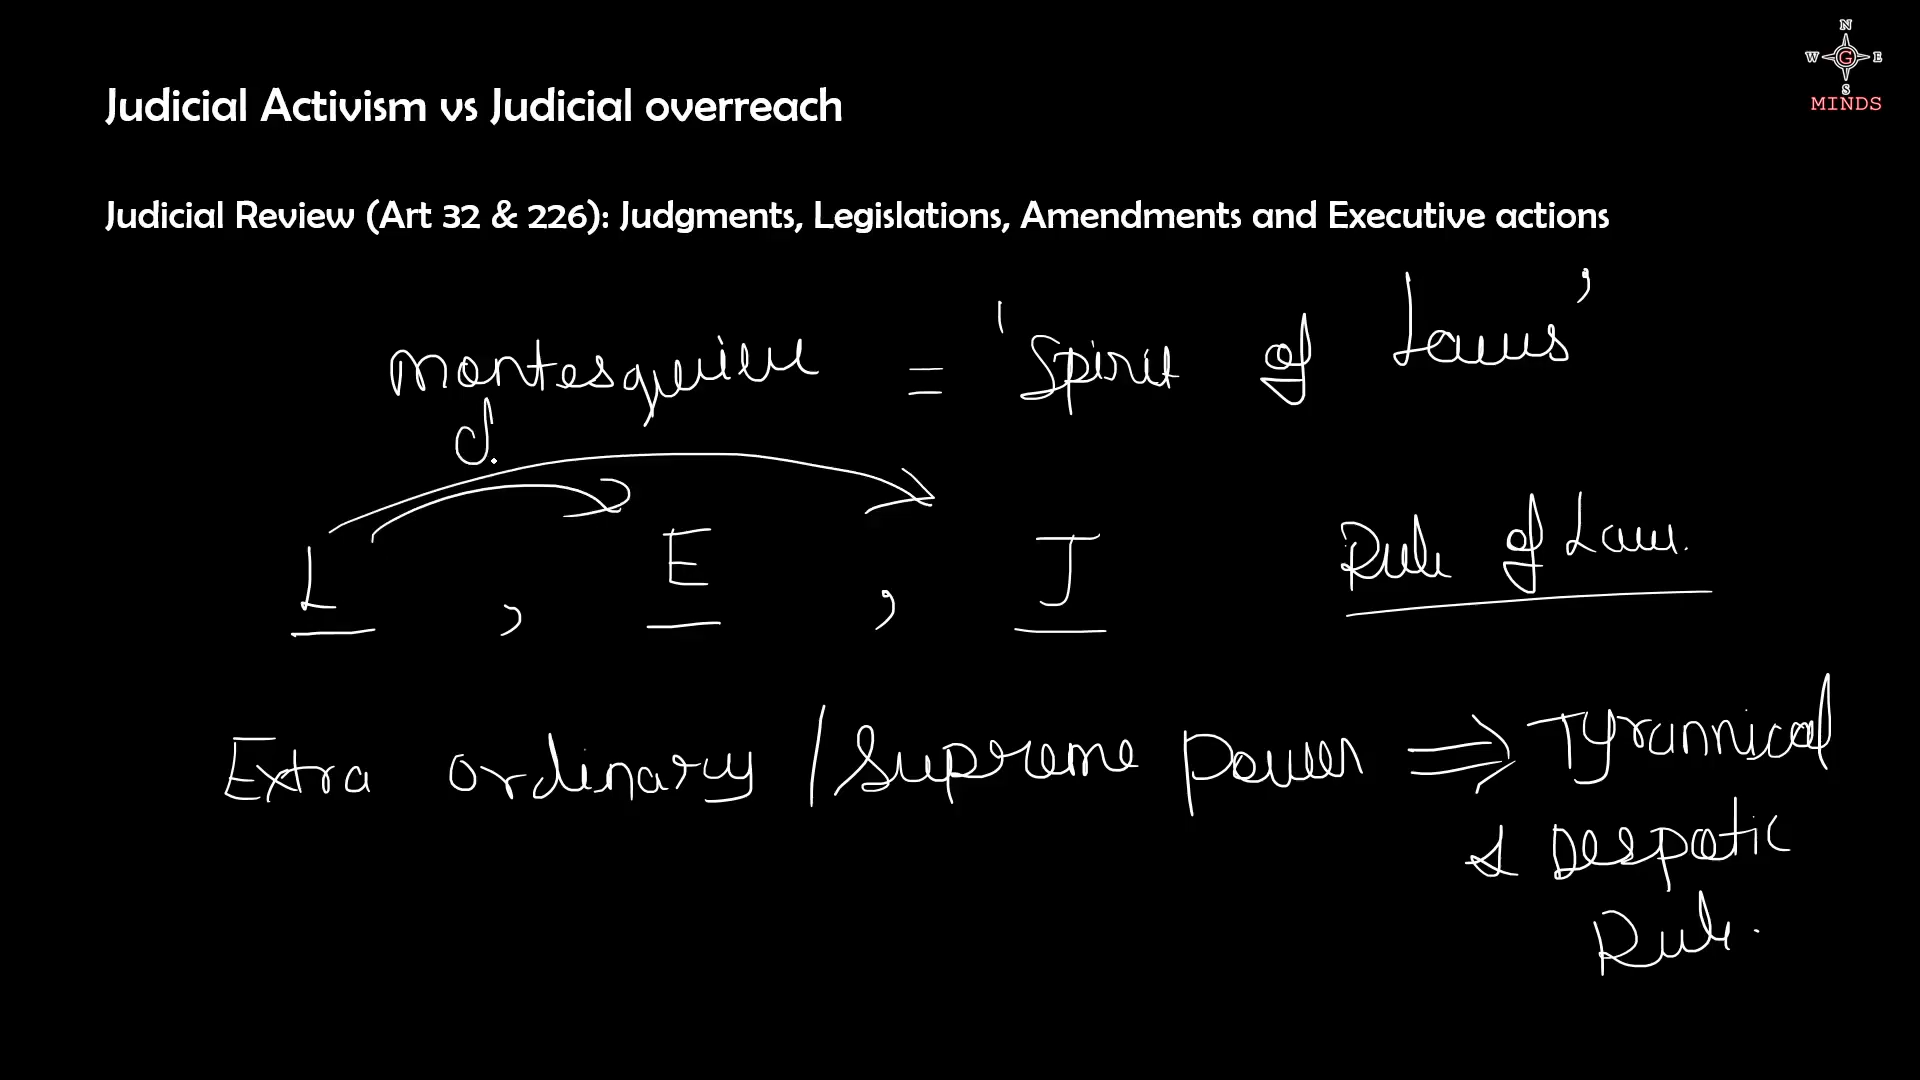 N
W G E
S
MINDS
Judicial Activism vs Judicial overreach
Judicial Review (Art 32 & 226): Judgments, Legislations, Amendments and Executive actions
Montesquieu = 'Spirit of Laws'
L , E , J
Rule of Law.
Extra ordinary / Supreme Power ⇒ Tyrannical
& Despotic
Rule.